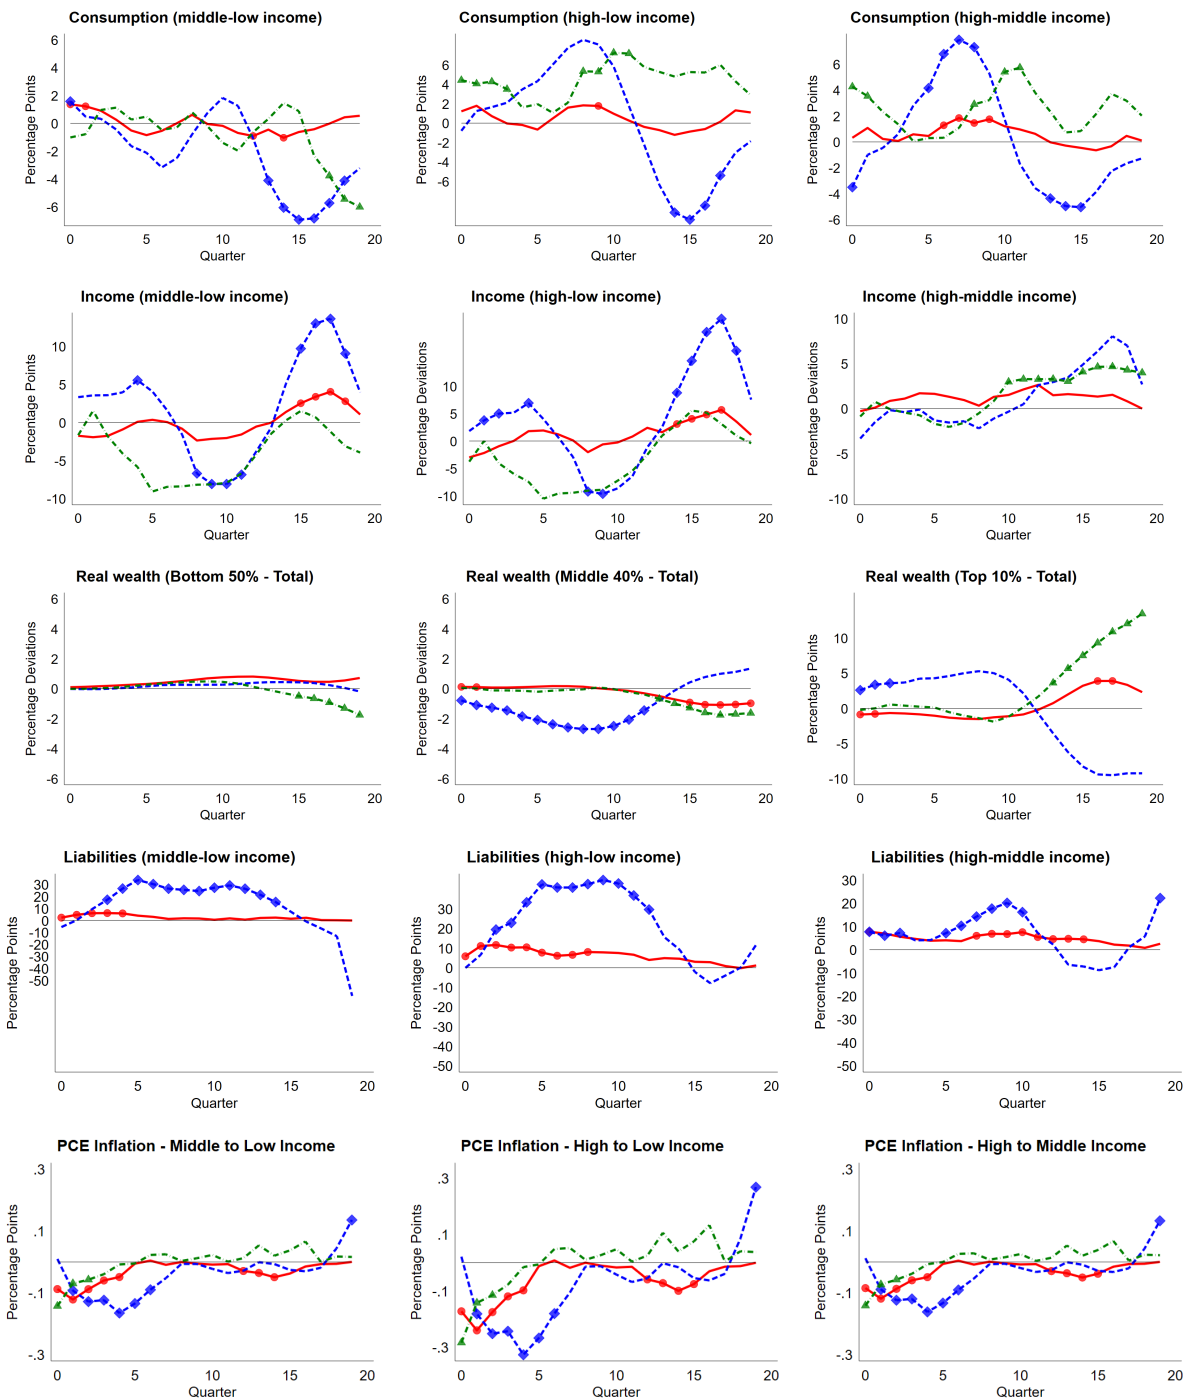 Consumption (middle-low income)
Percentage Points
6
4
2
0
-2
-4
-6
0 5 10 15 20
Quarter
Consumption (high-low income)
Percentage Points
6
4
2
0
-2
-4
-6
0 5 10 15 20
Quarter
Consumption (high-middle income)
Percentage Points
6
4
2
0
-2
-4
-6
0 5 10 15 20
Quarter
Income (middle-low income)
Percentage Points
10
5
0
-5
-10
0 5 10 15 20
Quarter
Income (high-low income)
Percentage Deviations
10
5
0
-5
-10
0 5 10 15 20
Quarter
Income (high-middle income)
Percentage Deviations
10
5
0
-5
-10
0 5 10 15 20
Quarter
Real wealth (Bottom 50% - Total)
Percentage Deviations
6
4
2
0
-2
-4
-6
0 5 10 15 20
Quarter
Real wealth (Middle 40% - Total)
Percentage Deviations
6
4
2
0
-2
-4
-6
0 5 10 15 20
Quarter
Real wealth (Top 10% - Total)
Percentage Points
10
5
0
-5
-10
0 5 10 15 20
Quarter
Liabilities (middle-low income)
Percentage Points
30
20
10
0
-10
-20
-30
-40
-50
0 5 10 15 20
Quarter
Liabilities (high-low income)
Percentage Points
30
20
10
0
-10
-20
-30
-40
-50
0 5 10 15 20
Quarter
Liabilities (high-middle income)
Percentage Points
30
20
10
0
-10
-20
-30
-40
-50
0 5 10 15 20
Quarter
PCE Inflation - Middle to Low Income
Percentage Points
.3
.1
-.1
-.3
0 5 10 15 20
Quarter
PCE Inflation - High to Low Income
Percentage Points
.3
.1
-.1
-.3
0 5 10 15 20
Quarter
PCE Inflation - High to Middle Income
Percentage Points
.3
.1
-.1
-.3
0 5 10 15 20
Quarter